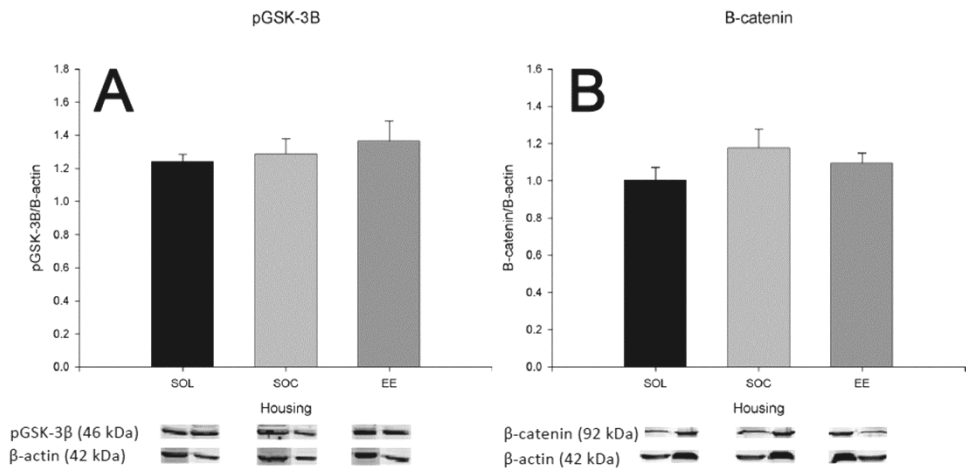 pGSK-3B
A
pGSK-3B/B-actin
1.8
1.6
1.4
1.2
1.0
0.8
0.6
0.4
0.2
0.0
SOL SOC EE
Housing
pGSK-3β (46 kDa)
β-actin (42 kDa)
B-catenin
B
B-catenin/B-actin
1.6
1.4
1.2
1.0
0.8
0.6
0.4
0.2
0.0
SOL SOC EE
Housing
β-catenin (92 kDa)
β-actin (42 kDa)